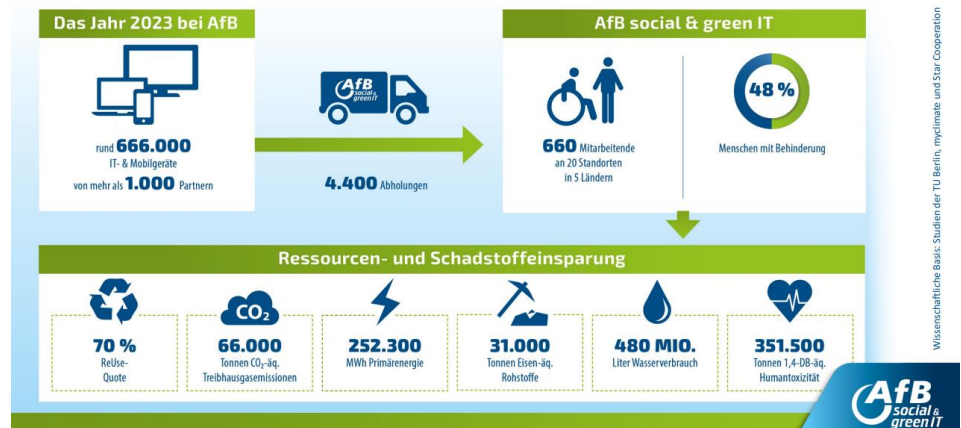 Das Jahr 2023 bei AfB
rund 666.000
IT- & Mobilgeräte
von mehr als 1.000 Partnern
AfB
social &
green IT
4.400 Abholungen
AfB social & green IT
660 Mitarbeitende
an 20 Standorten
in 5 Ländern
48 %
Menschen mit Behinderung
Ressourcen- und Schadstoffeinsparung
70 %
ReUse-
Quote
CO₂
66.000
Tonnen CO₂-äq.
Treibhausgasemissionen
252.300
MWh Primärenergie
31.000
Tonnen Eisen-äq.
Rohstoffe
480 MIO.
Liter Wasserverbrauch
351.500
Tonnen 1,4-DB-äq.
Humantoxizität
Wissenschaftliche Basis: Studien der TU Berlin, myclimate und Star Cooperation
AfB
social &
green IT